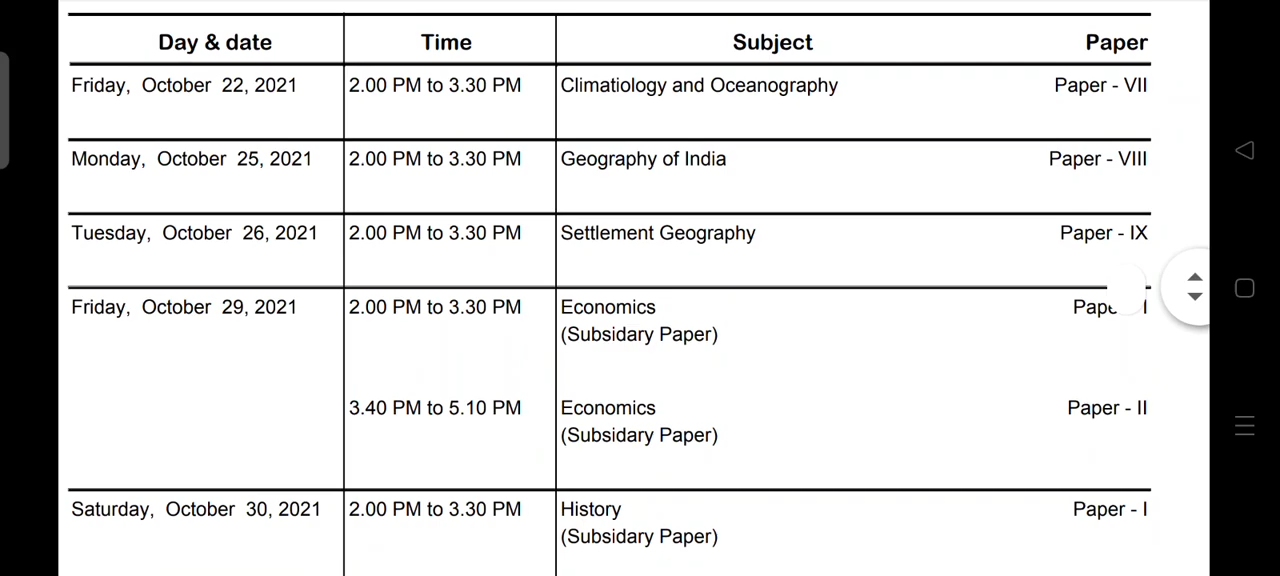 Day & date Time Subject Paper
Friday, October 22, 2021 2.00 PM to 3.30 PM Climatiology and Oceanography Paper - VII
Monday, October 25, 2021 2.00 PM to 3.30 PM Geography of India Paper - VIII
Tuesday, October 26, 2021 2.00 PM to 3.30 PM Settlement Geography Paper - IX
Friday, October 29, 2021 2.00 PM to 3.30 PM Economics Paper I
(Subsidary Paper)
3.40 PM to 5.10 PM Economics Paper - II
(Subsidary Paper)
Saturday, October 30, 2021 2.00 PM to 3.30 PM History Paper - I
(Subsidary Paper)